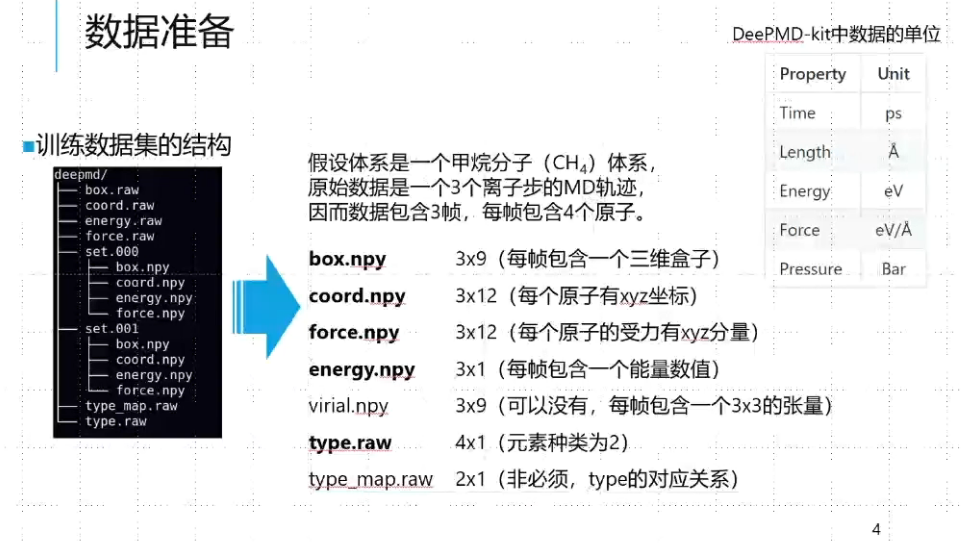 数据准备
DeePMD-kit中数据的单位
Property Unit
Time ps
Length Å
Energy eV
Force eV/Å
Pressure Bar
■训练数据集的结构
deepmd/
├── box.raw
├── coord.raw
├── energy.raw
├── force.raw
├── set.000
│   ├── box.npy
│   ├── coord.npy
│   ├── energy.npy
│   └── force.npy
├── set.001
│   ├── box.npy
│   ├── coord.npy
│   ├── energy.npy
│   └── force.npy
├── type_map.raw
└── type.raw
假设体系是一个甲烷分子（CH₄）体系，
原始数据是一个3个离子步的MD轨迹，
因而数据包含3帧，每帧包含4个原子。
box.npy 3x9（每帧包含一个三维盒子）
coord.npy 3x12（每个原子有xyz坐标）
force.npy 3x12（每个原子的受力有xyz分量）
energy.npy 3x1（每帧包含一个能量数值）
virial.npy 3x9（可以没有，每帧包含一个3x3的张量）
type.raw 4x1（元素种类为2）
type_map.raw 2x1（非必须，type的对应关系）
4